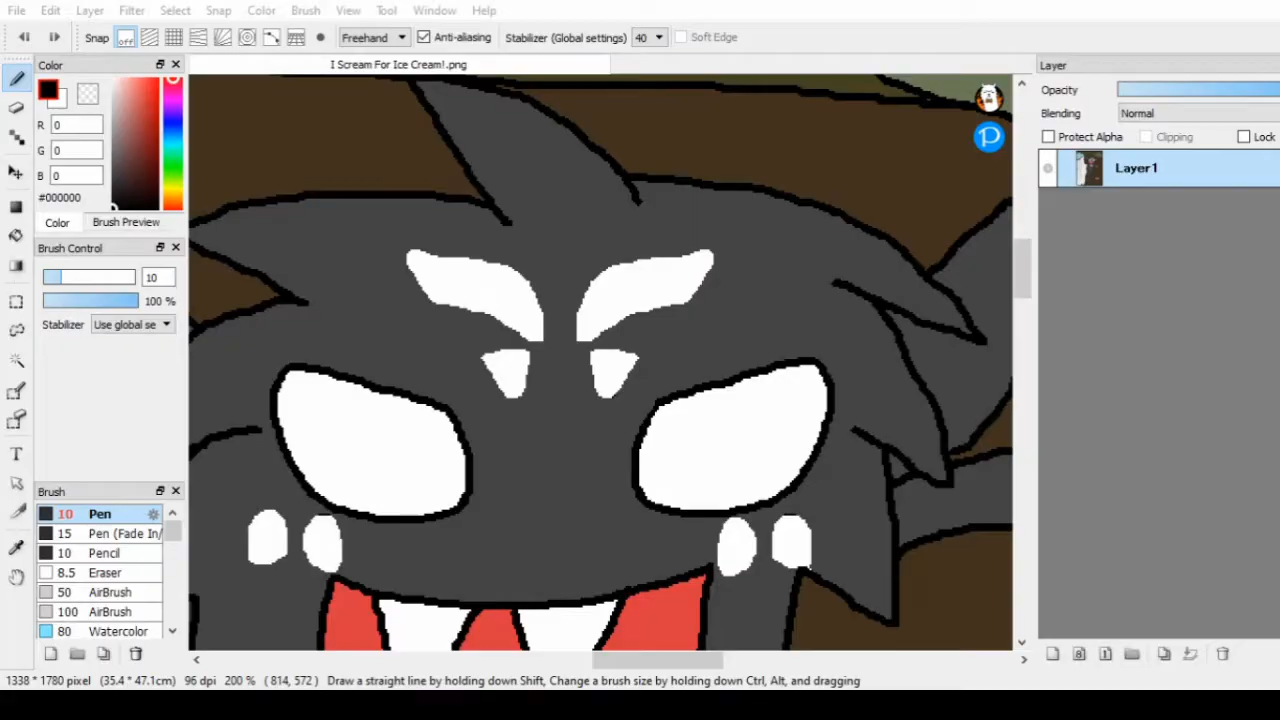 File Edit Layer Filter Select Snap Color Brush View Tool Window Help
Snap off Freehand Anti-aliasing Stabilizer (Global settings) 40 Soft Edge
Color
I Scream For Ice Cream!.png
Layer
R 0
G 0
B 0
#000000
Color Brush Preview
Brush Control
10
100 %
Stabilizer Use global se
Brush
10 Pen
15 Pen (Fade In/
10 Pencil
8.5 Eraser
50 AirBrush
100 AirBrush
80 Watercolor
Opacity
Blending Normal
Protect Alpha Clipping Lock
Layer1
1338 * 1780 pixel (35.4 * 47.1cm) 96 dpi 200 % ( 814, 572 ) Draw a straight line by holding down Shift, Change a brush size by holding down Ctrl, Alt, and dragging